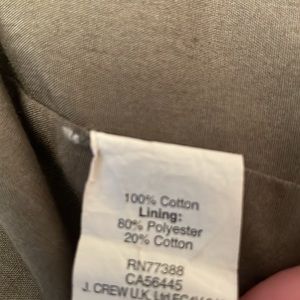 100% Cotton
Lining:
80% Polyester
20% Cotton
RN77388
CA56445
J. CREW U.K.